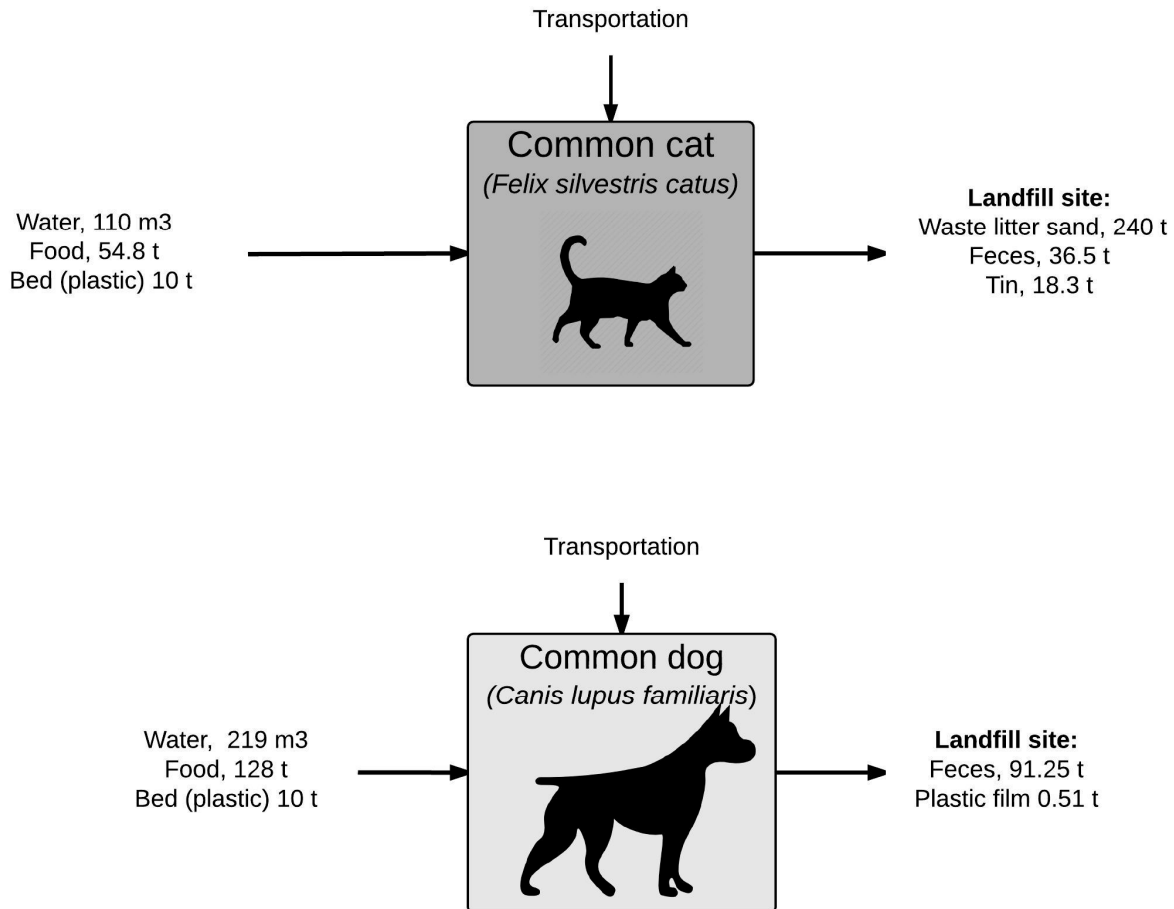 Transportation
Common cat
(Felix silvestris catus)
Water, 110 m3
Food, 54.8 t
Bed (plastic) 10 t
Landfill site:
Waste litter sand, 240 t
Feces, 36.5 t
Tin, 18.3 t
Transportation
Common dog
(Canis lupus familiaris)
Water,  219 m3
Food, 128 t
Bed (plastic) 10 t
Landfill site:
Feces, 91.25 t
Plastic film 0.51 t